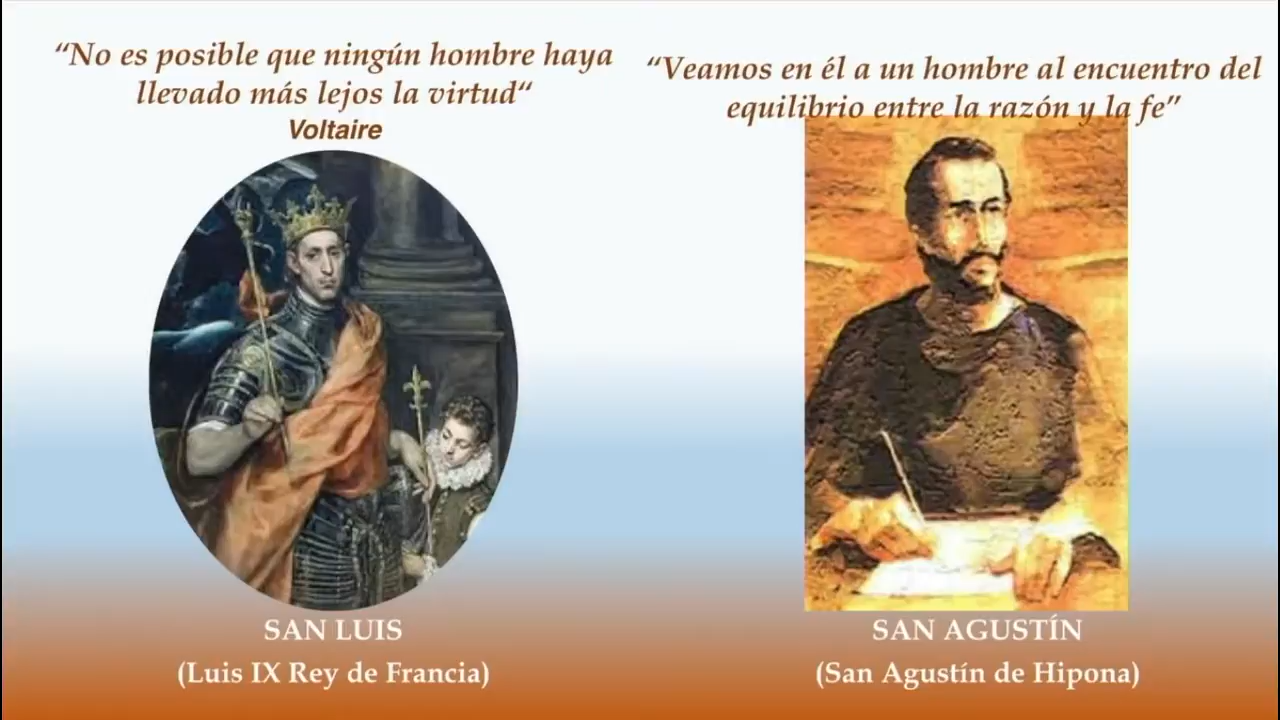 “No es posible que ningún hombre haya
llevado más lejos la virtud“
Voltaire
SAN LUIS
(Luis IX Rey de Francia)
“Veamos en él a un hombre al encuentro del
equilibrio entre la razón y la fe”
SAN AGUSTÍN
(San Agustín de Hipona)